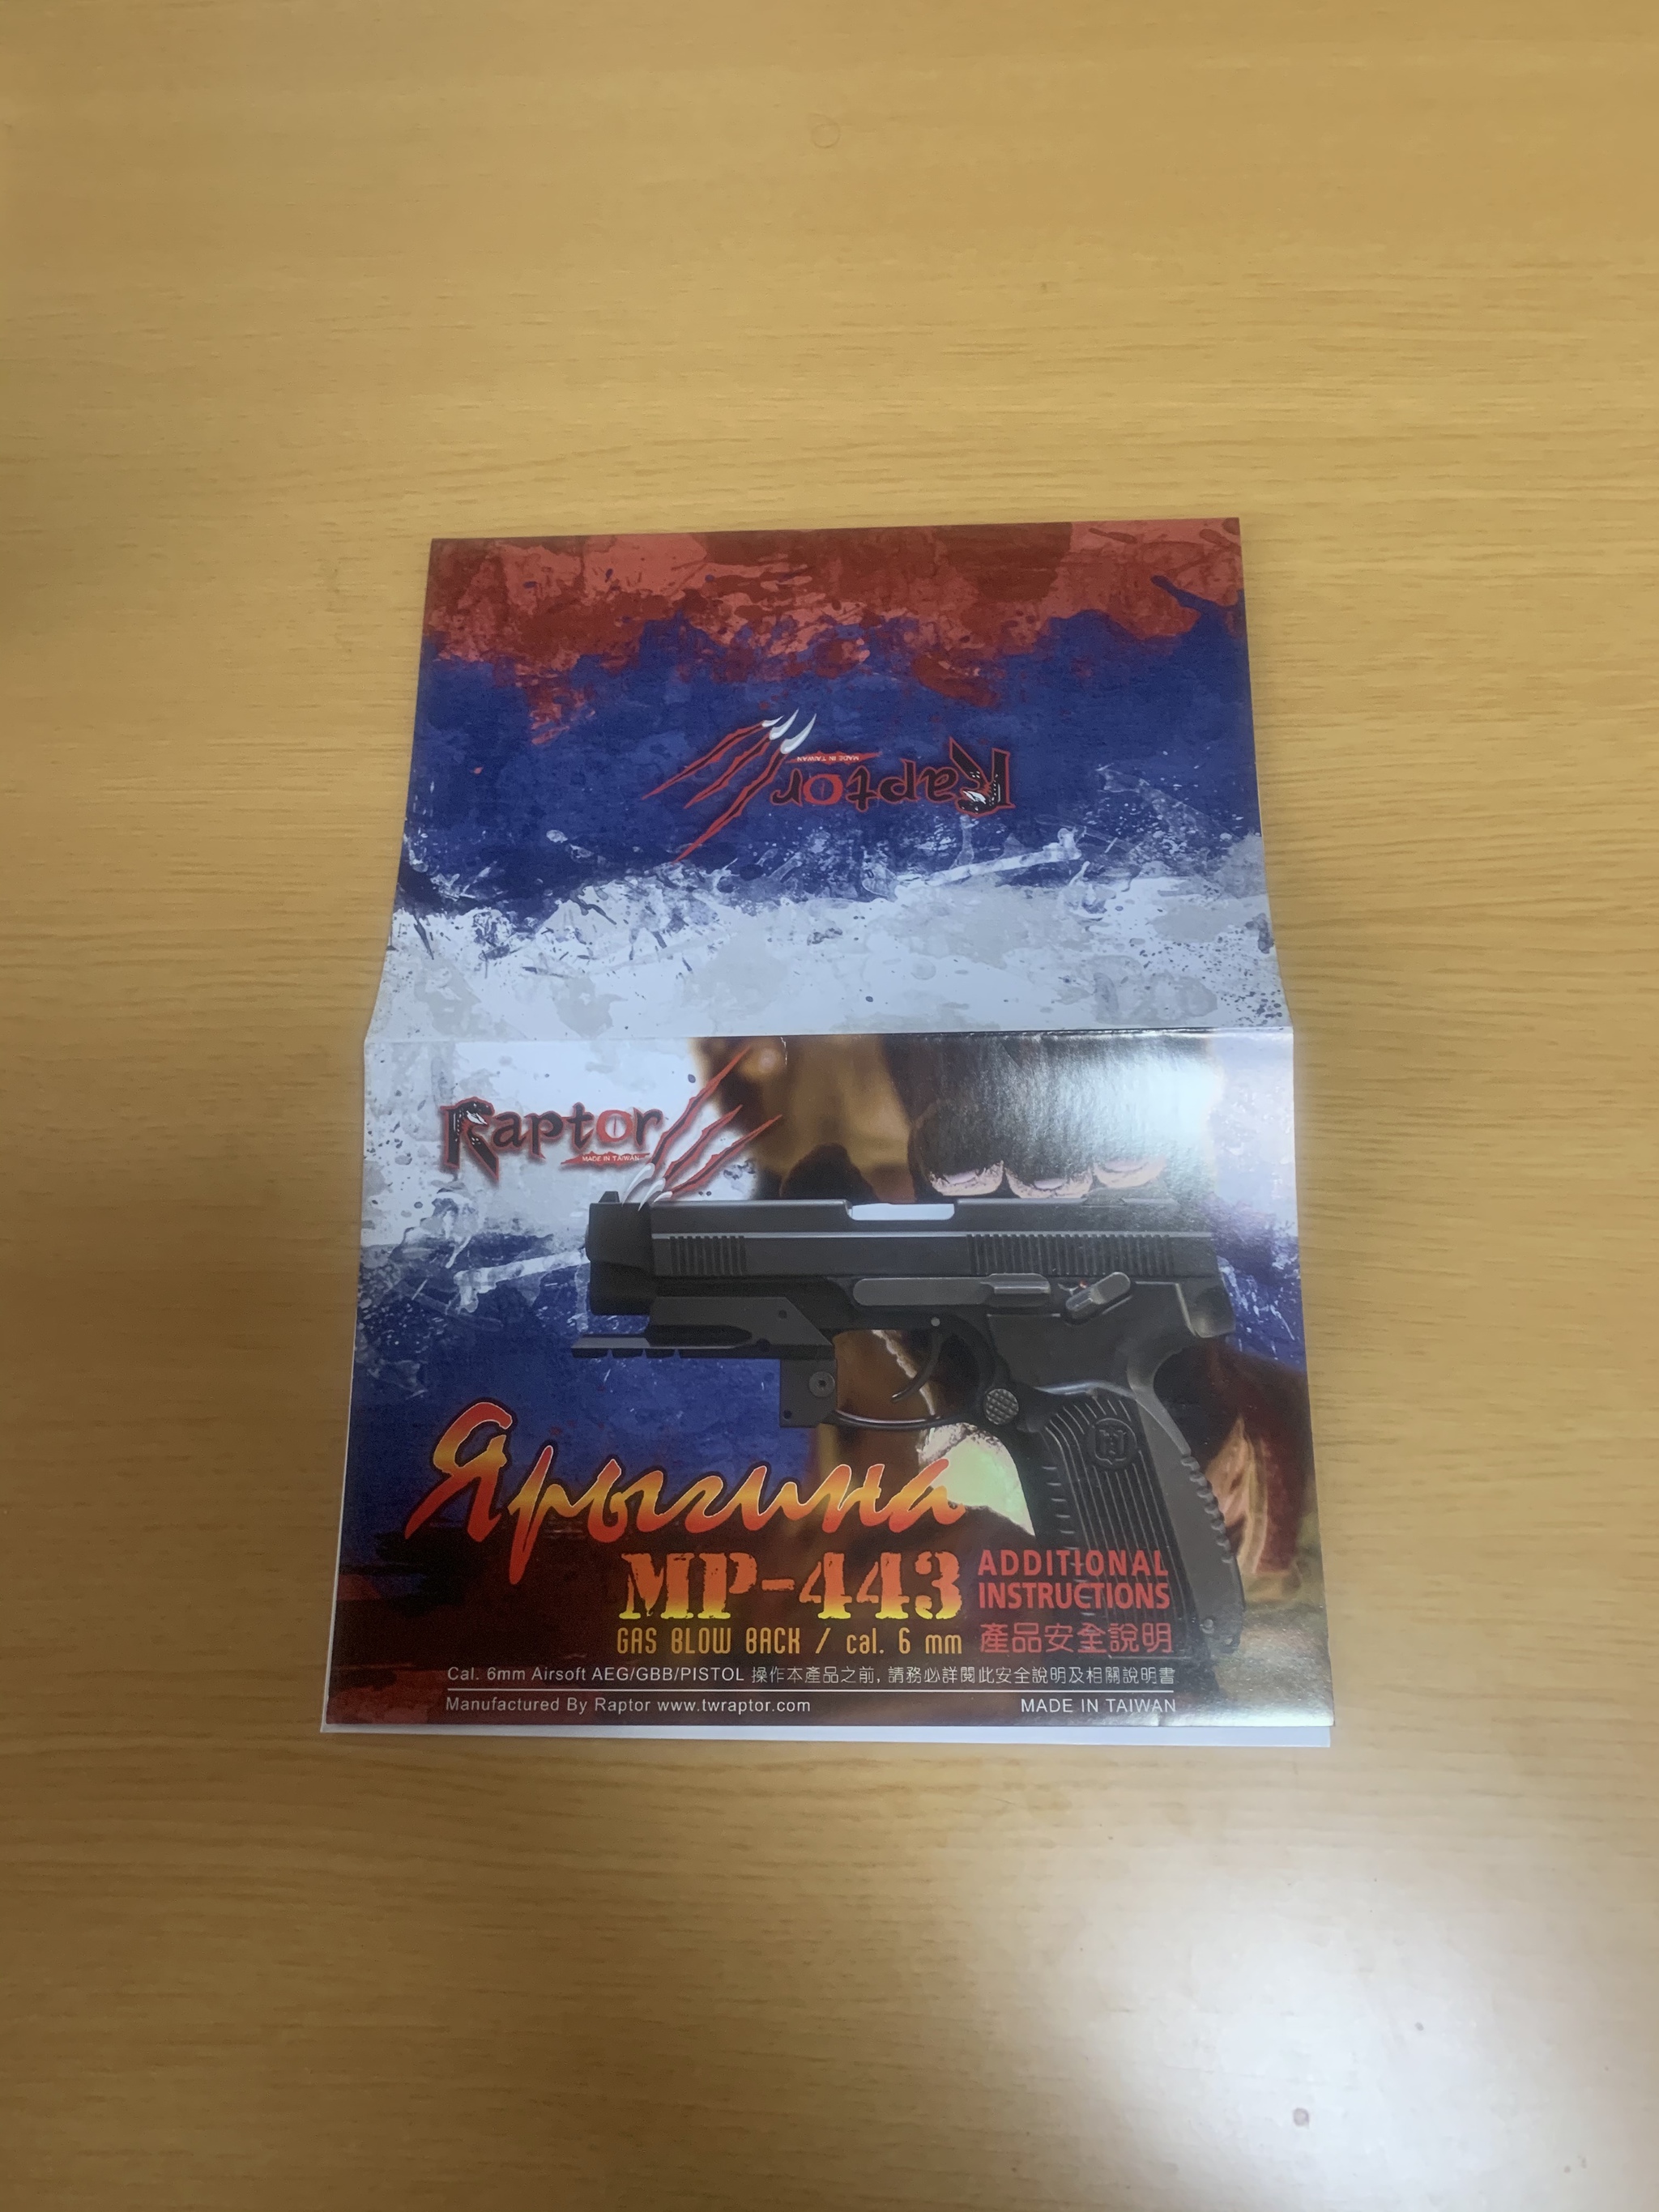 Raptor
MADE IN TAIWAN
Raptor
MADE IN TAIWAN
Ярыгина
MP-443
GAS BLOW BACK / cal. 6 mm
ADDITIONAL
INSTRUCTIONS
產品安全說明
Cal. 6mm Airsoft AEG/GBB/PISTOL 操作本產品之前, 請務必詳閱此安全說明及相關說明書
Manufactured By Raptor www.twraptor.com
MADE IN TAIWAN